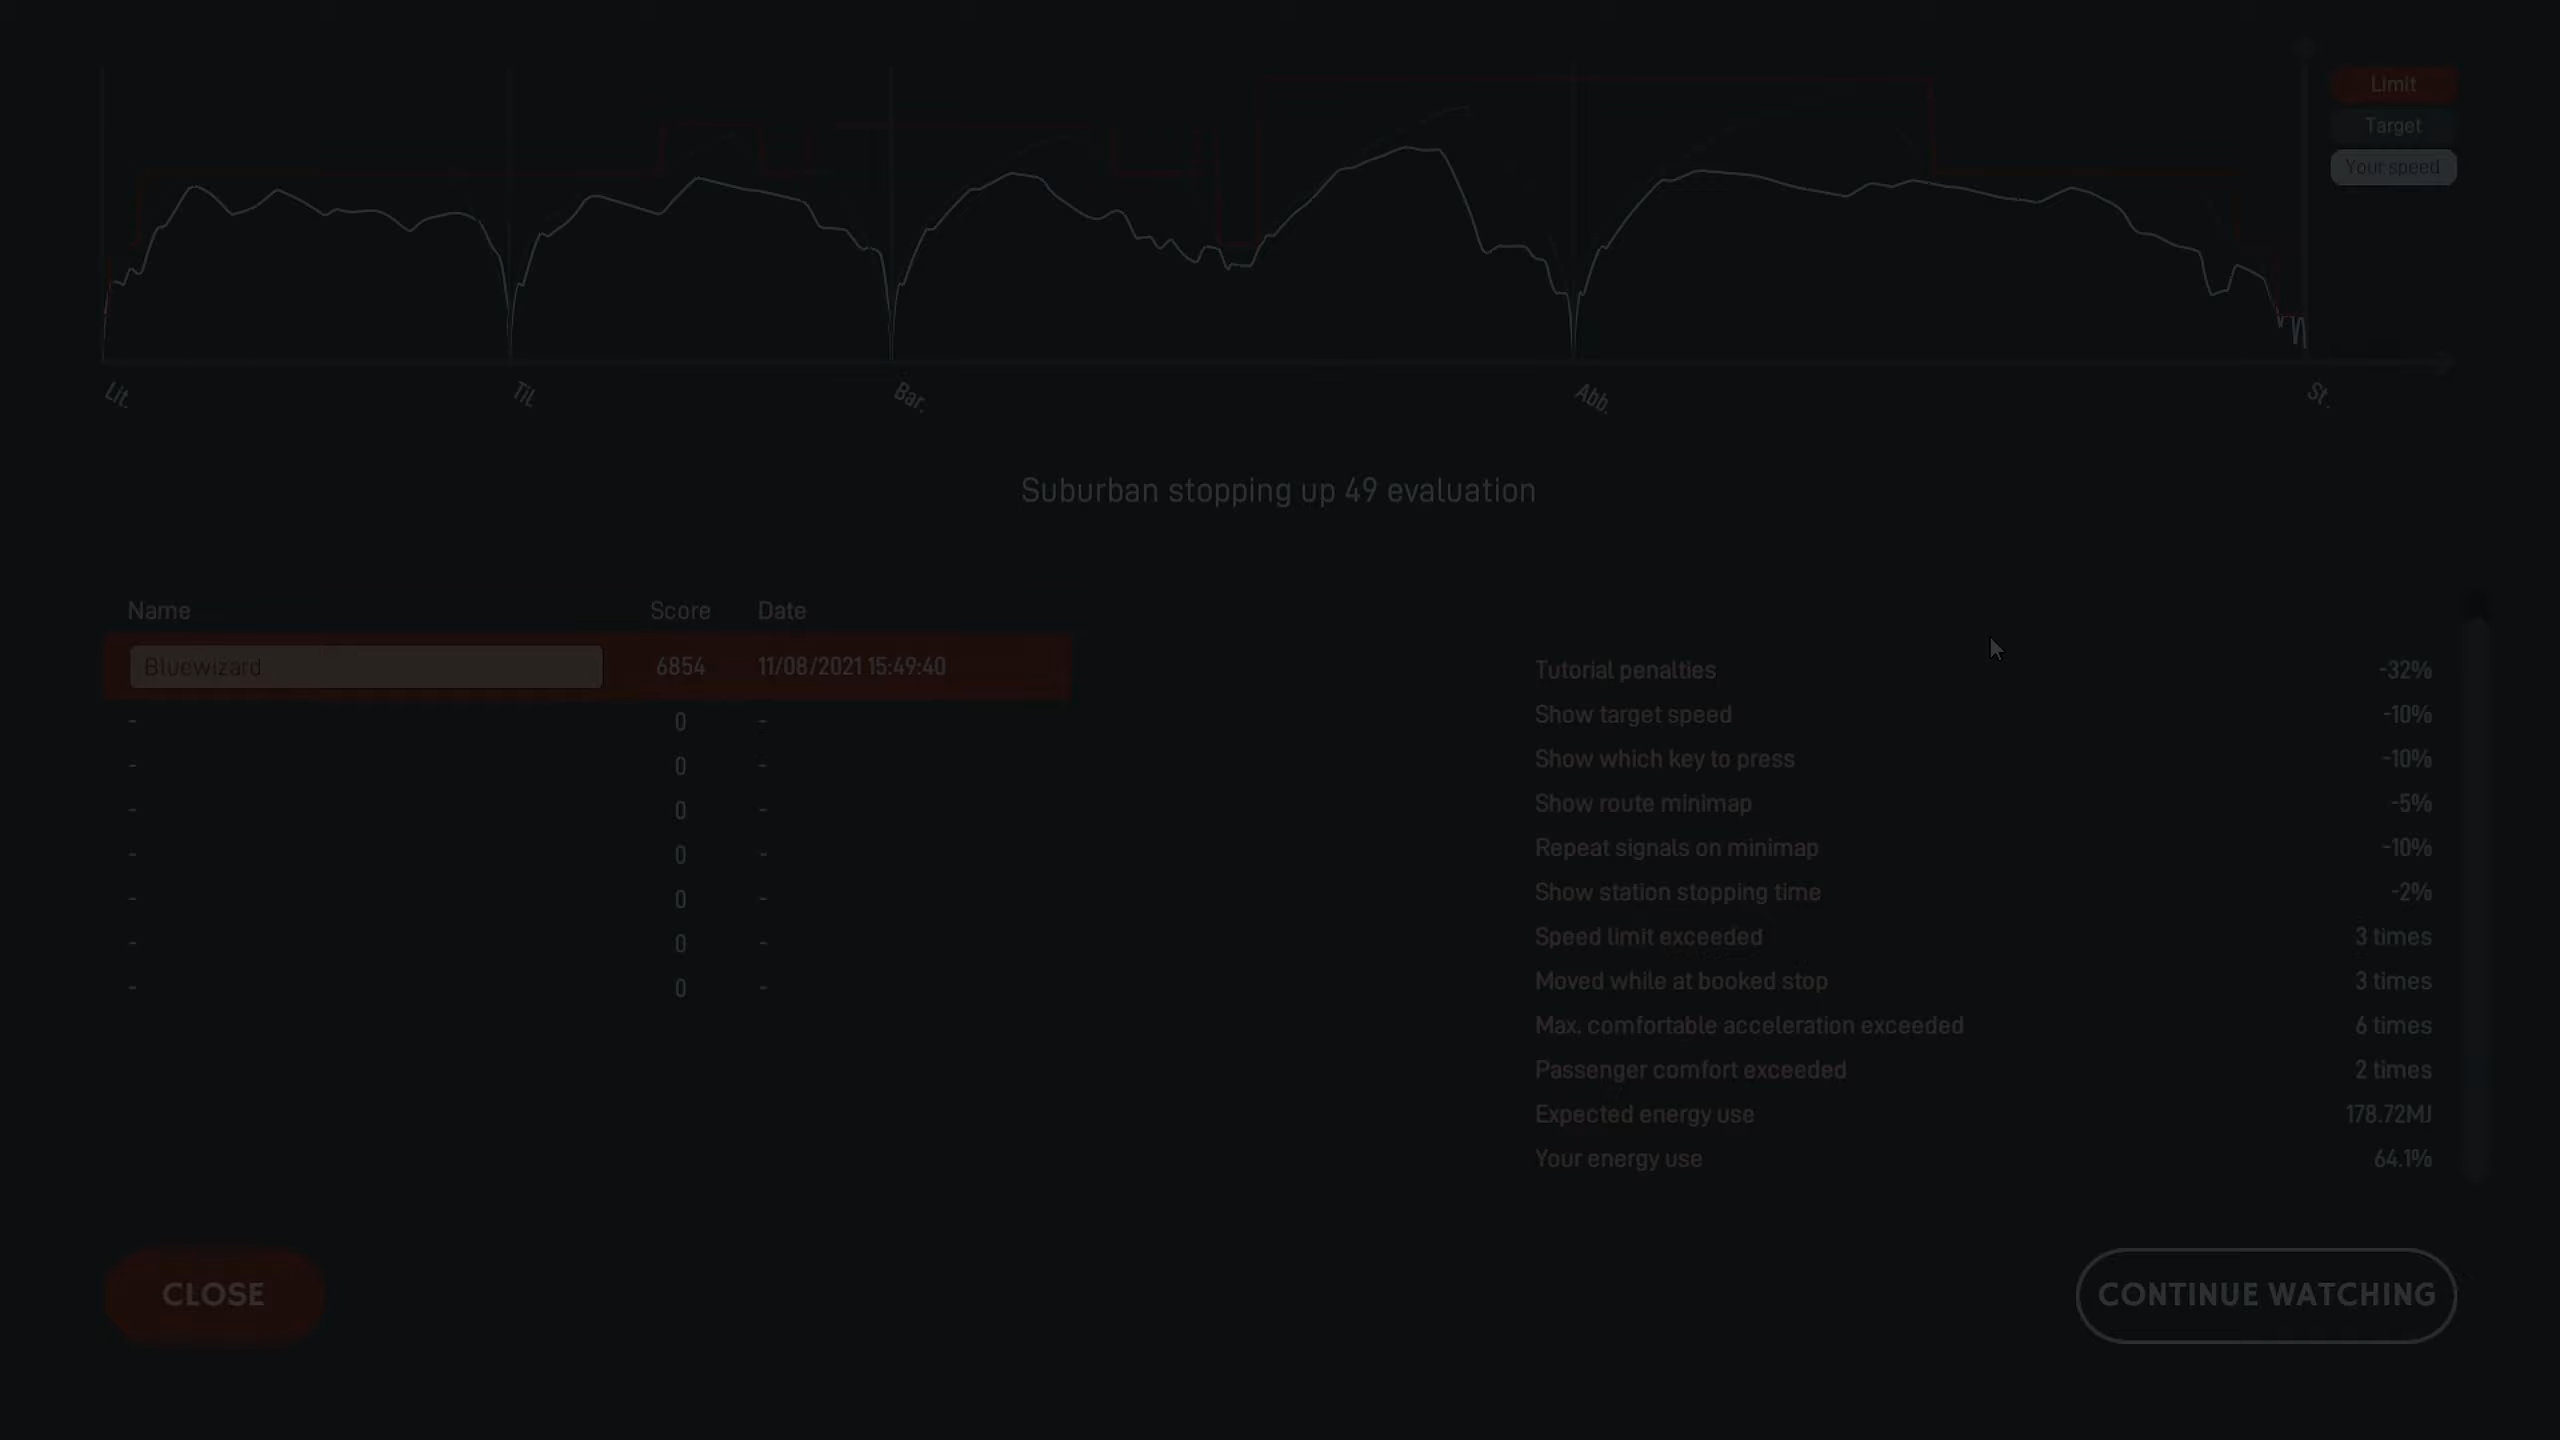 Limit
Target
Your speed
Lit.
Til.
Bar.
Abb.
St.
Suburban stopping up 49 evaluation
Name Score Date
Bluewizard 6854 11/08/2021 15:49:40
- 0 -
- 0 -
- 0 -
- 0 -
- 0 -
- 0 -
- 0 -
Tutorial penalties -32%
Show target speed -10%
Show which key to press -10%
Show route minimap -5%
Repeat signals on minimap -10%
Show station stopping time -2%
Speed limit exceeded 3 times
Moved while at booked stop 3 times
Max. comfortable acceleration exceeded 6 times
Passenger comfort exceeded 2 times
Expected energy use 178.72MJ
Your energy use 64.1%
CLOSE
CONTINUE WATCHING